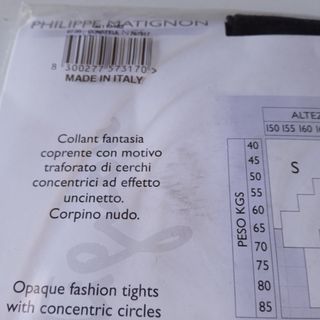 PHILIPPE MATIGNON
8 300277 573170 >
MADE IN ITALY
Collant fantasia
coprente con motivo
traforato di cerchi
concentrici ad effetto
uncinetto.
Corpino nudo.
Opaque fashion tights
with concentric circles
ALTEZ
150 155 160 16
PESO KGS
40
45
50
55
60
65
70
75
80
85
S